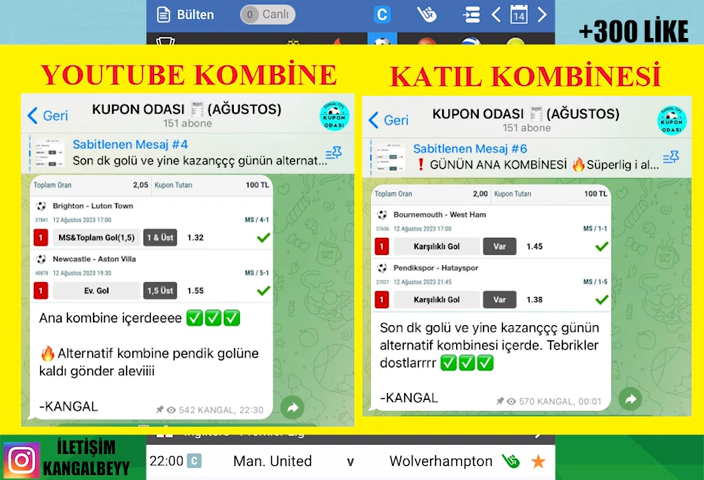 Bülten
0 Canlı
C
14
+300 LİKE
YOUTUBE KOMBİNE
Geri
KUPON ODASI (AĞUSTOS)
151 abone
KUPON ODASI
Sabitlenen Mesaj #4
Son dk golü ve yine kazanççç günün alternat...
Toplam Oran 2,05 Kupon Tutarı 100 TL
Brighton - Luton Town
12 Ağustos 2023 17:00 MS / 4-1
1 MS&Toplam Gol(1,5) 1 & Üst 1.32
Newcastle - Aston Villa
12 Ağustos 2023 19:30 MS / 5-1
1 Ev. Gol 1,5 Üst 1.55
Ana kombine içerdeeee
Alternatif kombine pendik golüne
kaldı gönder aleviiii
-KANGAL
542 KANGAL, 22:30
KATIL KOMBİNESİ
Geri
KUPON ODASI (AĞUSTOS)
151 abone
KUPON ODASI
Sabitlenen Mesaj #6
GÜNÜN ANA KOMBİNESİ Süperlig i al...
Toplam Oran 2,00 Kupon Tutarı 100 TL
Bournemouth - West Ham
12 Ağustos 2023 17:00 MS / 1-1
1 Karşılıklı Gol Var 1.45
Pendikspor - Hatayspor
12 Ağustos 2023 21:45 MS / 1-5
1 Karşılıklı Gol Var 1.38
Son dk golü ve yine kazanççç günün
alternatif kombinesi içerde. Tebrikler
dostlarrrr
-KANGAL
570 KANGAL, 00:01
İLETİŞİM
KANGALBEYY
22:00 C Man. United v Wolverhampton